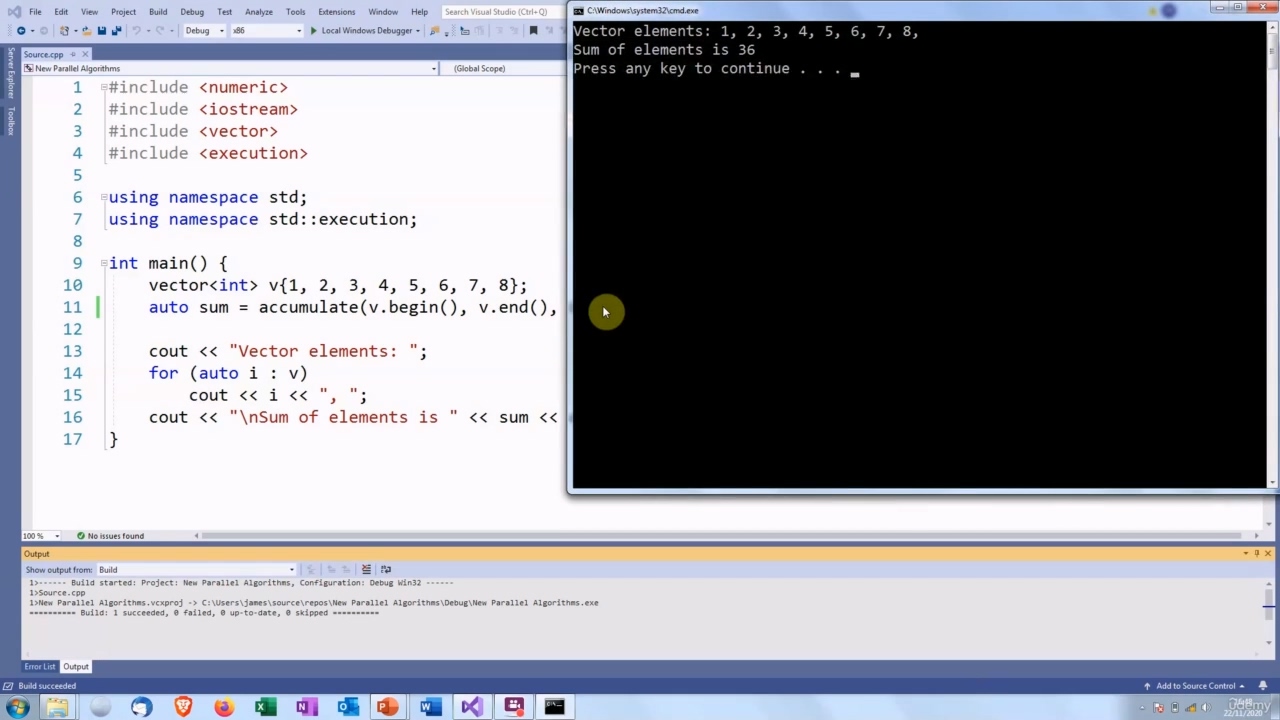 File Edit View Git Project Build Debug Test Analyze Tools Extensions Window Help Search Visual Studio (Ctrl
C:\Windows\system32\cmd.exe
Debug x86 Local Windows Debugger
Server Explorer
Toolbox
Source.cpp
New Parallel Algorithms (Global Scope)
1 #include <numeric>
2 #include <iostream>
3 #include <vector>
4 #include <execution>
5
6 using namespace std;
7 using namespace std::execution;
8
9 int main() {
10 vector<int> v{1, 2, 3, 4, 5, 6, 7, 8};
11 auto sum = accumulate(v.begin(), v.end(),
12
13 cout << "Vector elements: ";
14 for (auto i : v)
15 cout << i << ", ";
16 cout << "\nSum of elements is " << sum <<
17 }
Vector elements: 1, 2, 3, 4, 5, 6, 7, 8,
Sum of elements is 36
Press any key to continue . . .
100 % No issues found
Output
Show output from: Build
1>------ Build started: Project: New Parallel Algorithms, Configuration: Debug Win32 ------
1>Source.cpp
1>New Parallel Algorithms.vcxproj -> C:\Users\james\source\repos\New Parallel Algorithms\Debug\New Parallel Algorithms.exe
========== Build: 1 succeeded, 0 failed, 0 up-to-date, 0 skipped ==========
Error List Output
Build succeeded Add to Source Control
22/11/2020
udemy